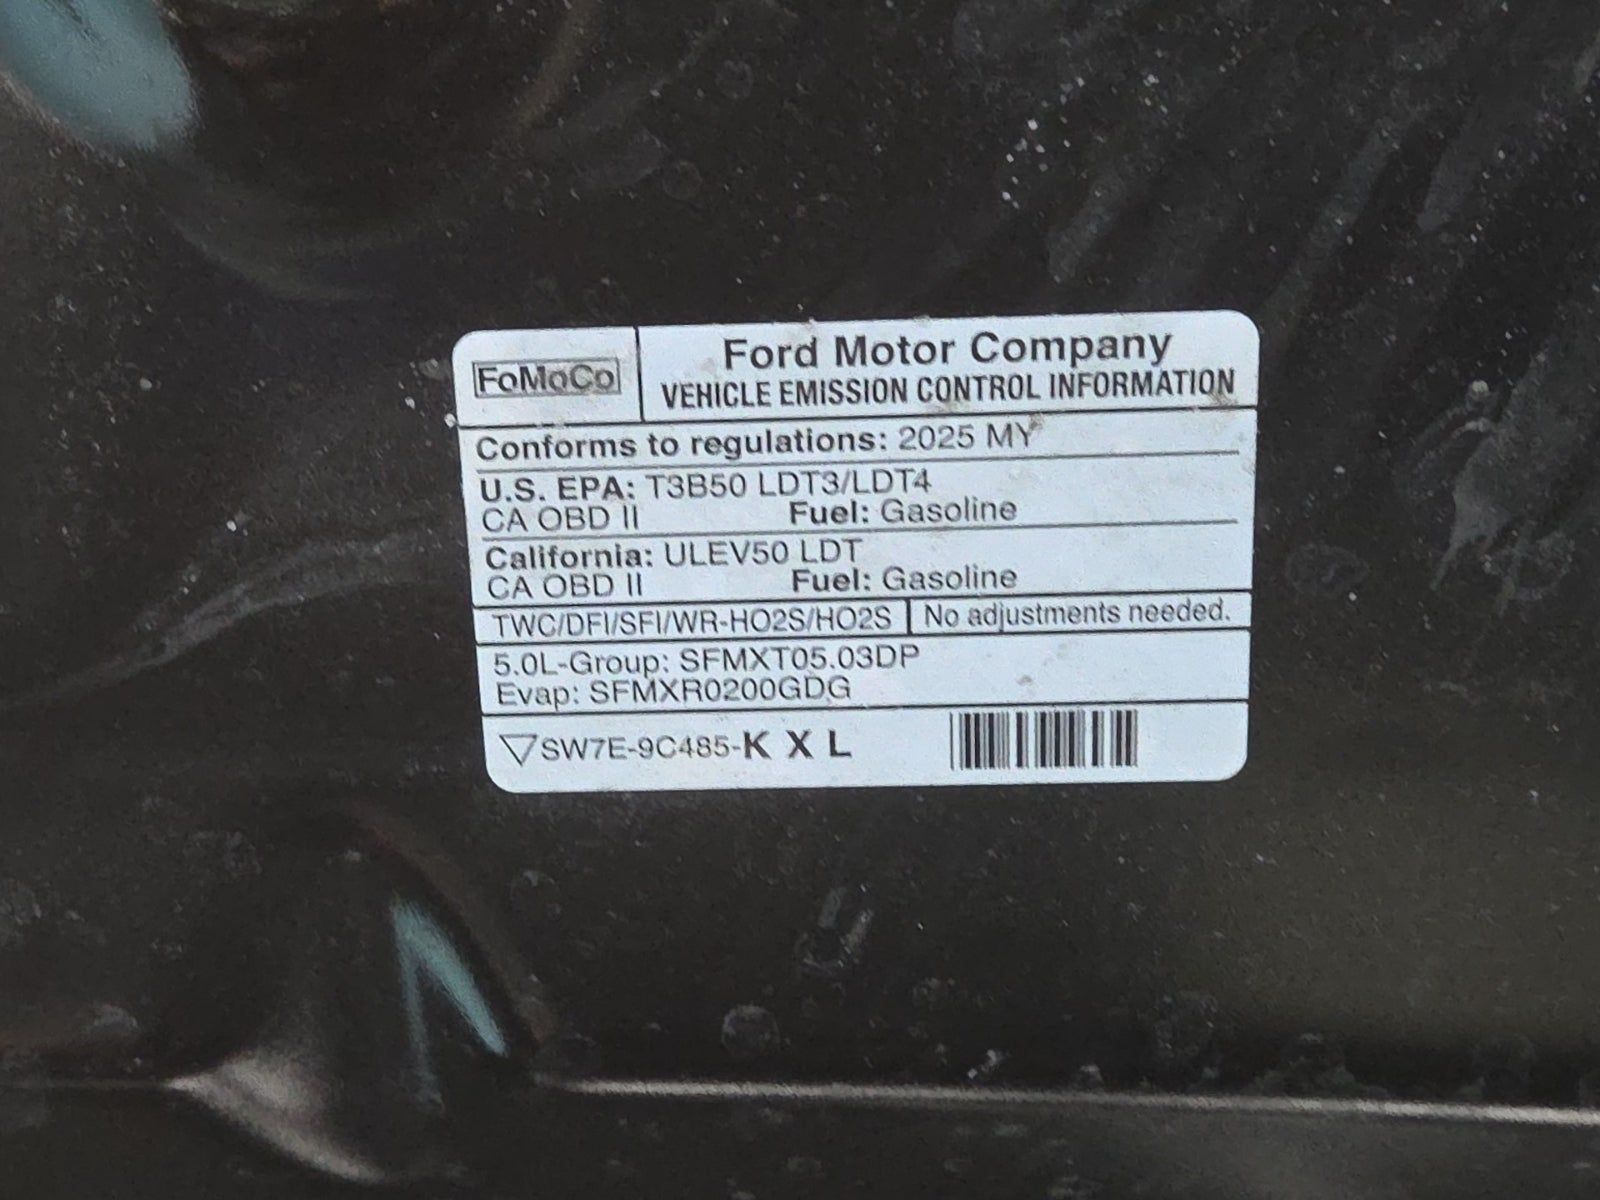 FoMoCo
Ford Motor Company
VEHICLE EMISSION CONTROL INFORMATION
Conforms to regulations: 2025 MY
U.S. EPA: T3B50 LDT3/LDT4
CA OBD II Fuel: Gasoline
California: ULEV50 LDT
CA OBD II Fuel: Gasoline
TWC/DFI/SFI/WR-HO2S/HO2S No adjustments needed.
5.0L-Group: SFMXT05.03DP
Evap: SFMXR0200GDG
SW7E-9C485-K X L